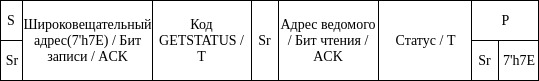 S
Sr
Широковещательный
адрес(7'h7E) / Бит
записи / ACK
Код
GETSTATUS /
T
Sr
Адрес ведомого
/ Бит чтения /
ACK
Статус / T
P
Sr
7'h7E